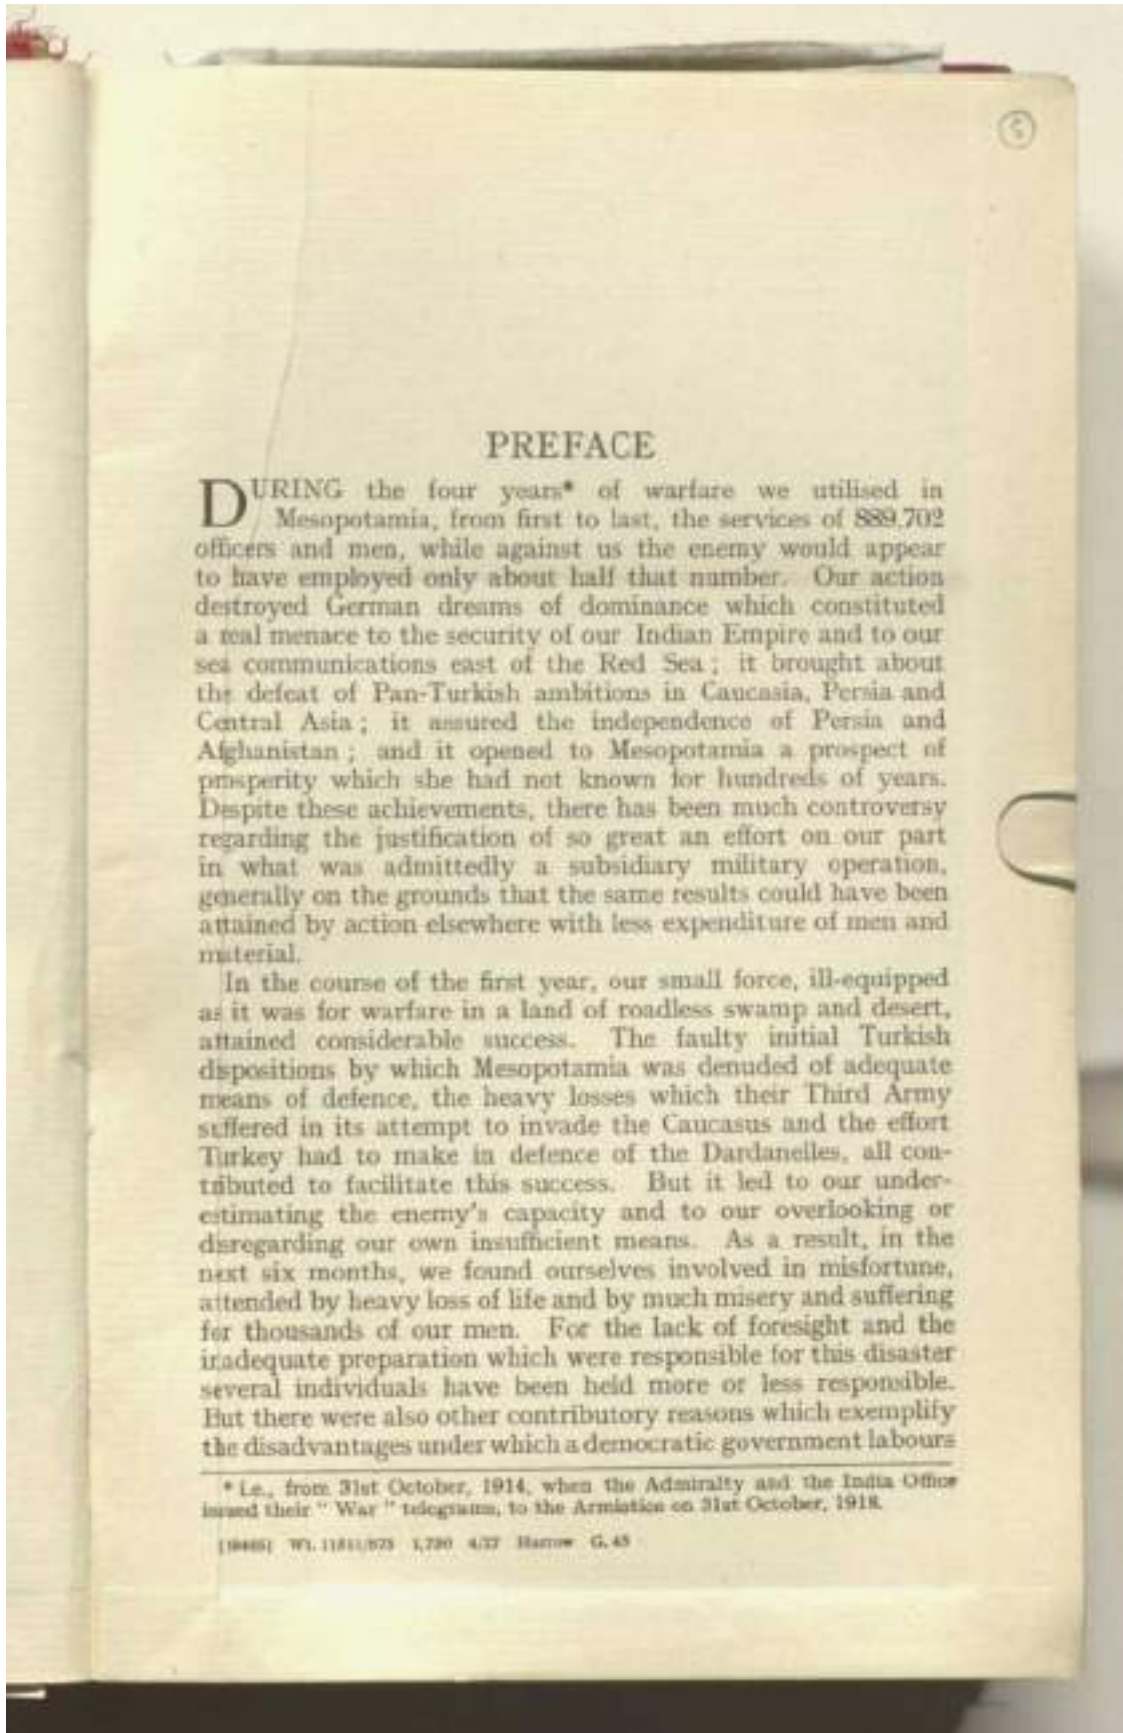 5
PREFACE
DURING the four years* of warfare we utilised in
Mesopotamia, from first to last, the services of 889,702
officers and men, while against us the enemy would appear
to have employed only about half that number. Our action
destroyed German dreams of dominance which constituted
a real menace to the security of our Indian Empire and to our
sea communications east of the Red Sea ; it brought about
the defeat of Pan-Turkish ambitions in Caucasia, Persia and
Central Asia ; it assured the independence of Persia and
Afghanistan ; and it opened to Mesopotamia a prospect of
prosperity which she had not known for hundreds of years.
Despite these achievements, there has been much controversy
regarding the justification of so great an effort on our part
in what was admittedly a subsidiary military operation,
generally on the grounds that the same results could have been
attained by action elsewhere with less expenditure of men and
material.
In the course of the first year, our small force, ill-equipped
as it was for warfare in a land of roadless swamp and desert,
attained considerable success. The faulty initial Turkish
dispositions by which Mesopotamia was denuded of adequate
means of defence, the heavy losses which their Third Army
suffered in its attempt to invade the Caucasus and the effort
Turkey had to make in defence of the Dardanelles, all con-
tributed to facilitate this success. But it led to our under-
estimating the enemy's capacity and to our overlooking or
disregarding our own insufficient means. As a result, in the
next six months, we found ourselves involved in misfortune,
attended by heavy loss of life and by much misery and suffering
for thousands of our men. For the lack of foresight and the
inadequate preparation which were responsible for this disaster
several individuals have been held more or less responsible.
But there were also other contributory reasons which exemplify
the disadvantages under which a democratic government labours
* i.e., from 31st October, 1914, when the Admiralty and the India Office
issued their " War " telegrams, to the Armistice on 31st October, 1918.
Wt. 4/27 Harrow G. 45